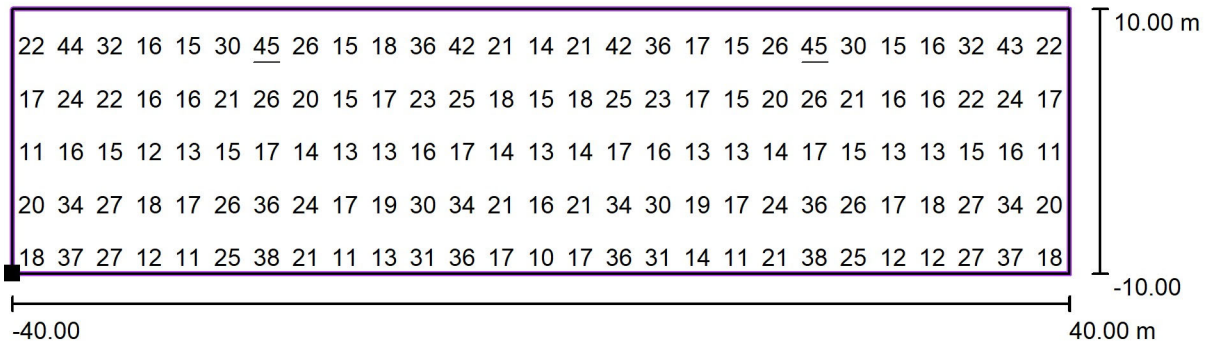 22 44 32 16 15 30 45 26 15 18 36 42 21 14 21 42 36 17 15 26 45 30 15 16 32 43 22
17 24 22 16 16 21 26 20 15 17 23 25 18 15 18 25 23 17 15 20 26 21 16 16 22 24 17
11 16 15 12 13 15 17 14 13 13 16 17 14 13 14 17 16 13 13 14 17 15 13 13 15 16 11
20 34 27 18 17 26 36 24 17 19 30 34 21 16 21 34 30 19 17 24 36 26 17 18 27 34 20
18 37 27 12 11 25 38 21 11 13 31 36 17 10 17 36 31 14 11 21 38 25 12 12 27 37 18
10.00 m
-10.00
-40.00
40.00 m